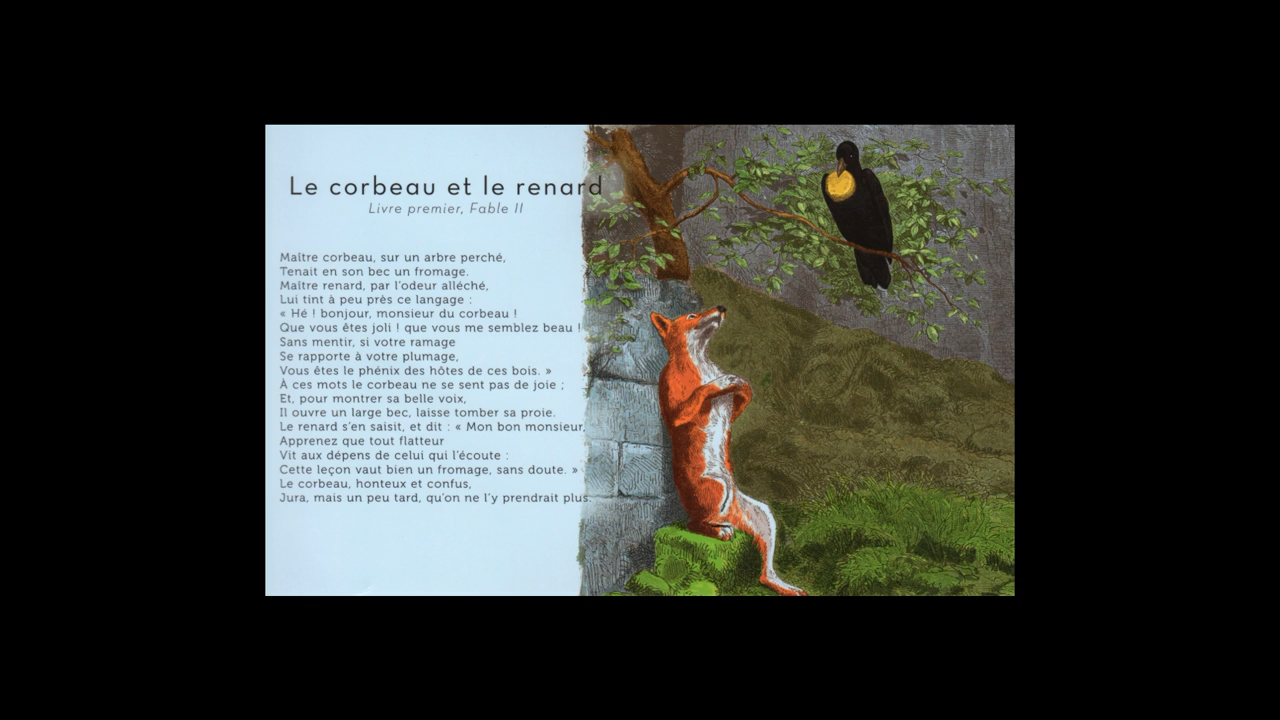 Le corbeau et le renard
Livre premier, Fable II
Maître corbeau, sur un arbre perché,
Tenait en son bec un fromage.
Maître renard, par l'odeur alléché,
Lui tint à peu près ce langage :
« Hé ! bonjour, monsieur du corbeau !
Que vous êtes joli ! que vous me semblez beau !
Sans mentir, si votre ramage
Se rapporte à votre plumage,
Vous êtes le phénix des hôtes de ces bois. »
À ces mots le corbeau ne se sent pas de joie ;
Et, pour montrer sa belle voix,
Il ouvre un large bec, laisse tomber sa proie.
Le renard s'en saisit, et dit : « Mon bon monsieur,
Apprenez que tout flatteur
Vit aux dépens de celui qui l'écoute :
Cette leçon vaut bien un fromage, sans doute. »
Le corbeau, honteux et confus,
Jura, mais un peu tard, qu'on ne l'y prendrait plus.